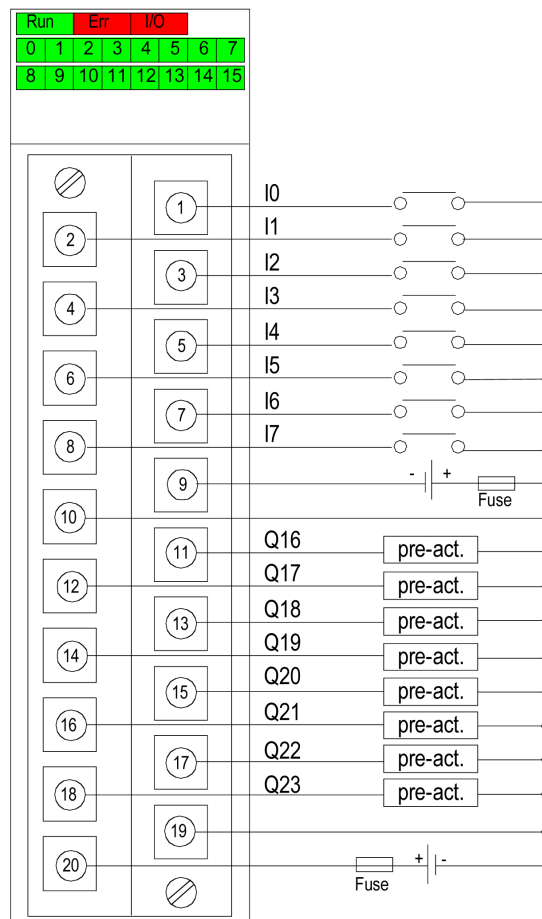 Run Err I/O
0 1 2 3 4 5 6 7
8 9 10 11 12 13 14 15
1 I0
2 I1
3 I2
4 I3
5 I4
6 I5
7 I6
8 I7
9 - +
Fuse
10
11 Q16 pre-act.
12 Q17 pre-act.
13 Q18 pre-act.
14 Q19 pre-act.
15 Q20 pre-act.
16 Q21 pre-act.
17 Q22 pre-act.
18 Q23 pre-act.
19
20 + -
Fuse